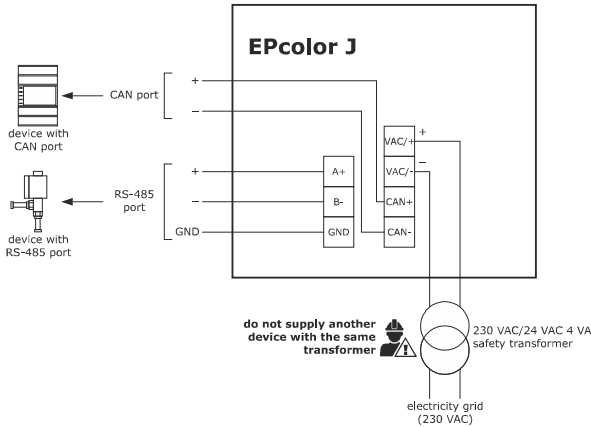 EPcolor J
device with
CAN port
CAN port
+
−
device with
RS-485 port
RS-485
port
+
−
GND
A+
B-
GND
VAC/+
VAC/-
CAN+
CAN-
+
−
do not supply another
device with the same
transformer
230 VAC/24 VAC 4 VA
safety transformer
electricity grid
(230 VAC)